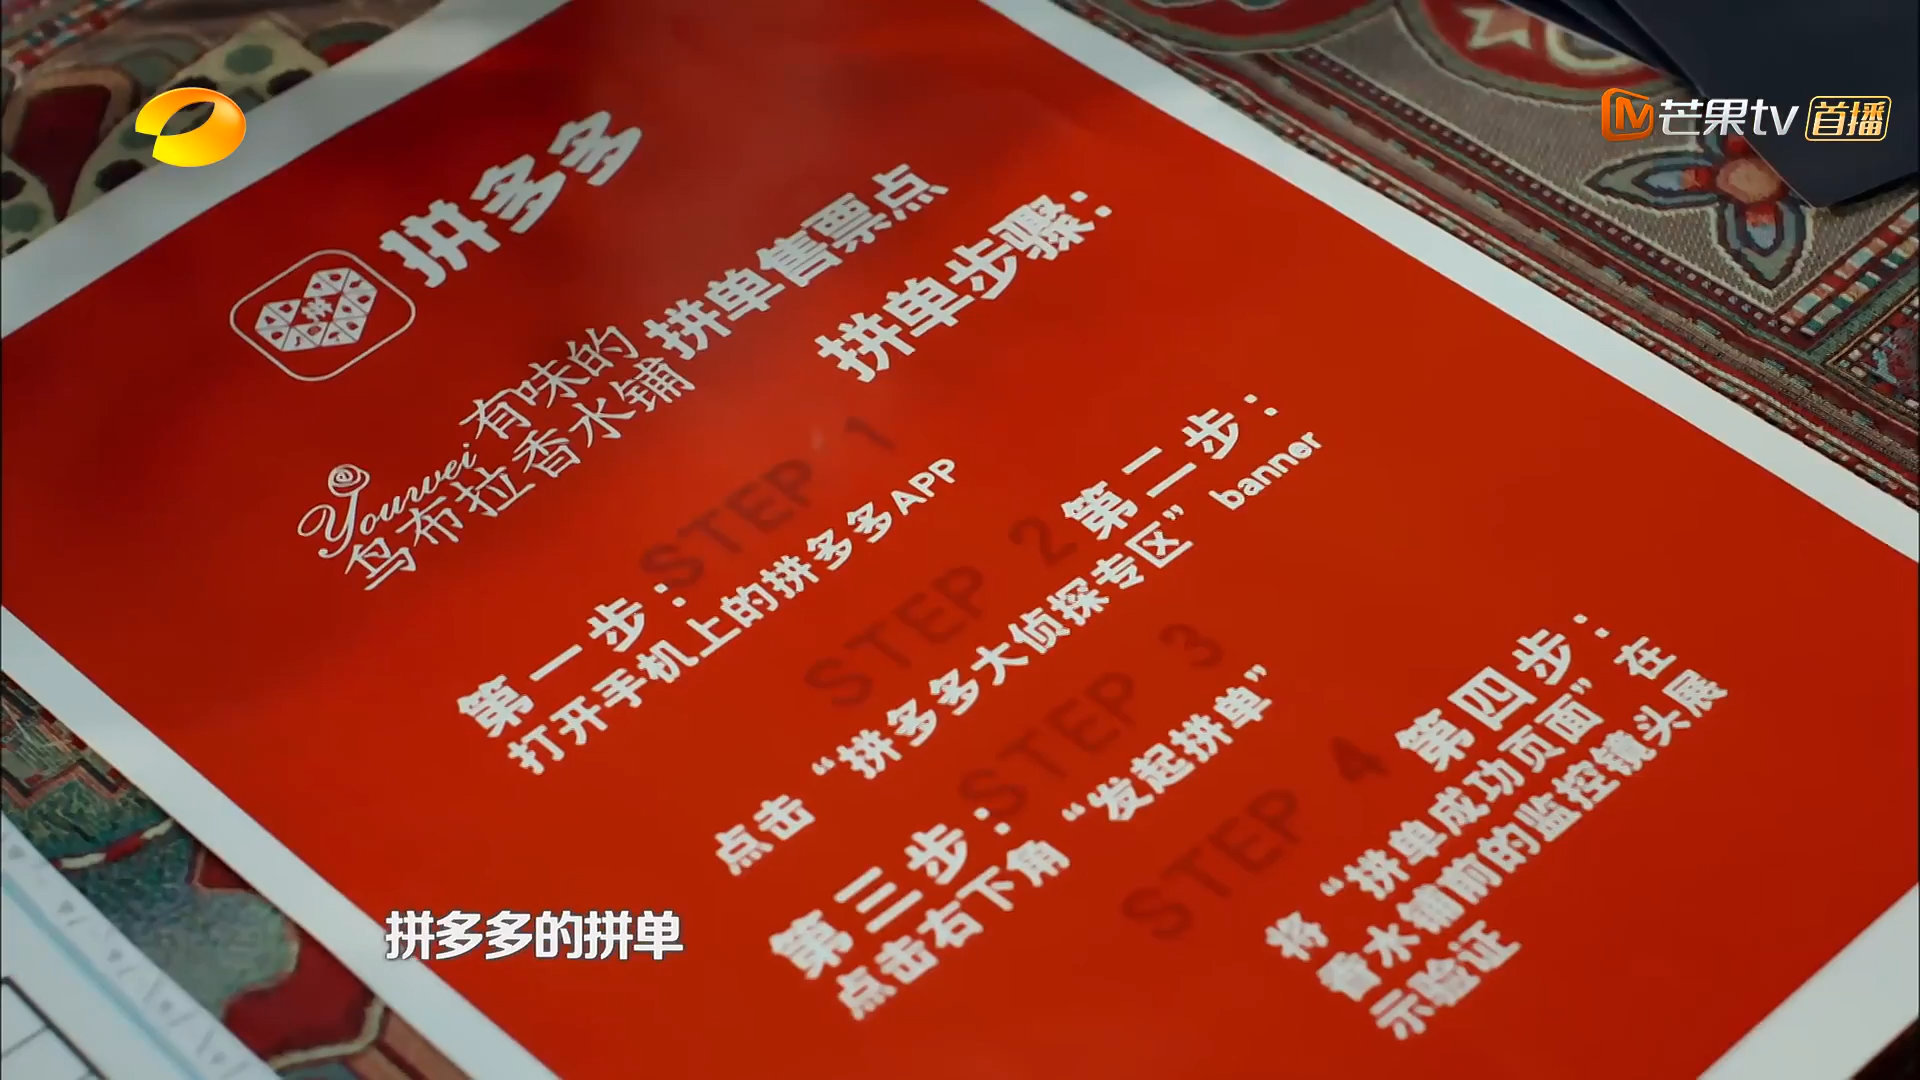 芒果tv 首播
拼
拼多多
Youwei 有味的
鸟布拉香水铺
拼单售票点
拼单步骤：
STEP 1
第一步：
打开手机上的拼多多APP
STEP 2
第二步：
点击“拼多多大侦探专区”banner
STEP 3
第三步：
点击右下角“发起拼单”
STEP 4
第四步：
将“拼单成功页面”在
香水铺前的监控镜头展
示验证
拼多多的拼单